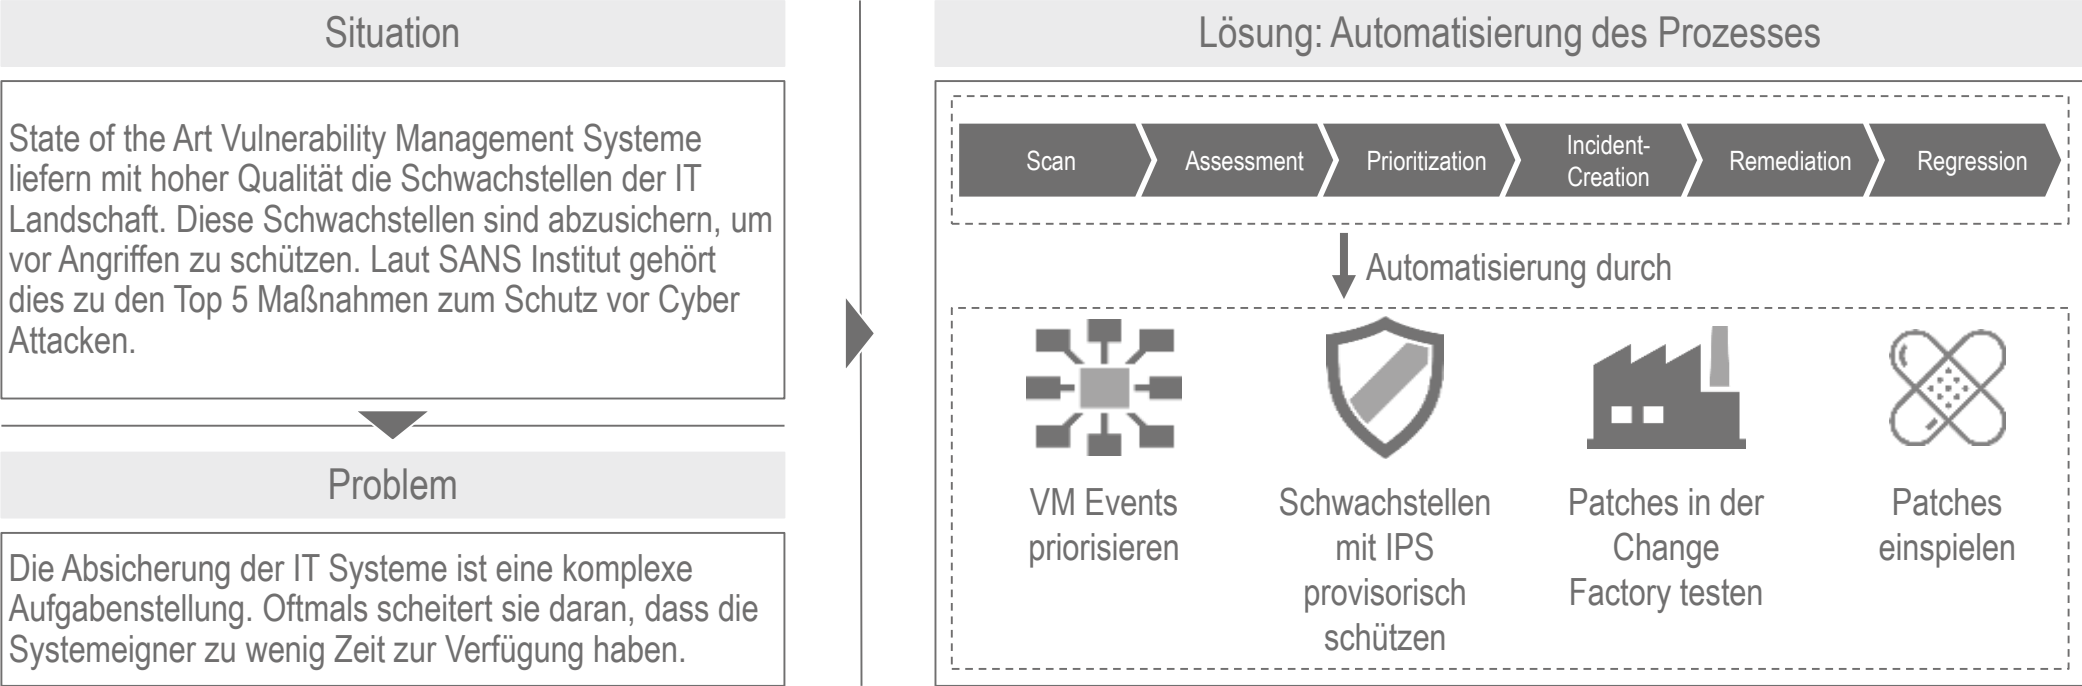 Situation
State of the Art Vulnerability Management Systeme
liefern mit hoher Qualität die Schwachstellen der IT
Landschaft. Diese Schwachstellen sind abzusichern, um
vor Angriffen zu schützen. Laut SANS Institut gehört
dies zu den Top 5 Maßnahmen zum Schutz vor Cyber
Attacken.
Problem
Die Absicherung der IT Systeme ist eine komplexe
Aufgabenstellung. Oftmals scheitert sie daran, dass die
Systemeigner zu wenig Zeit zur Verfügung haben.
Lösung: Automatisierung des Prozesses
Scan
Assessment
Prioritization
Incident-
Creation
Remediation
Regression
Automatisierung durch
VM Events
priorisieren
Schwachstellen
mit IPS
provisorisch
schützen
Patches in der
Change
Factory testen
Patches
einspielen